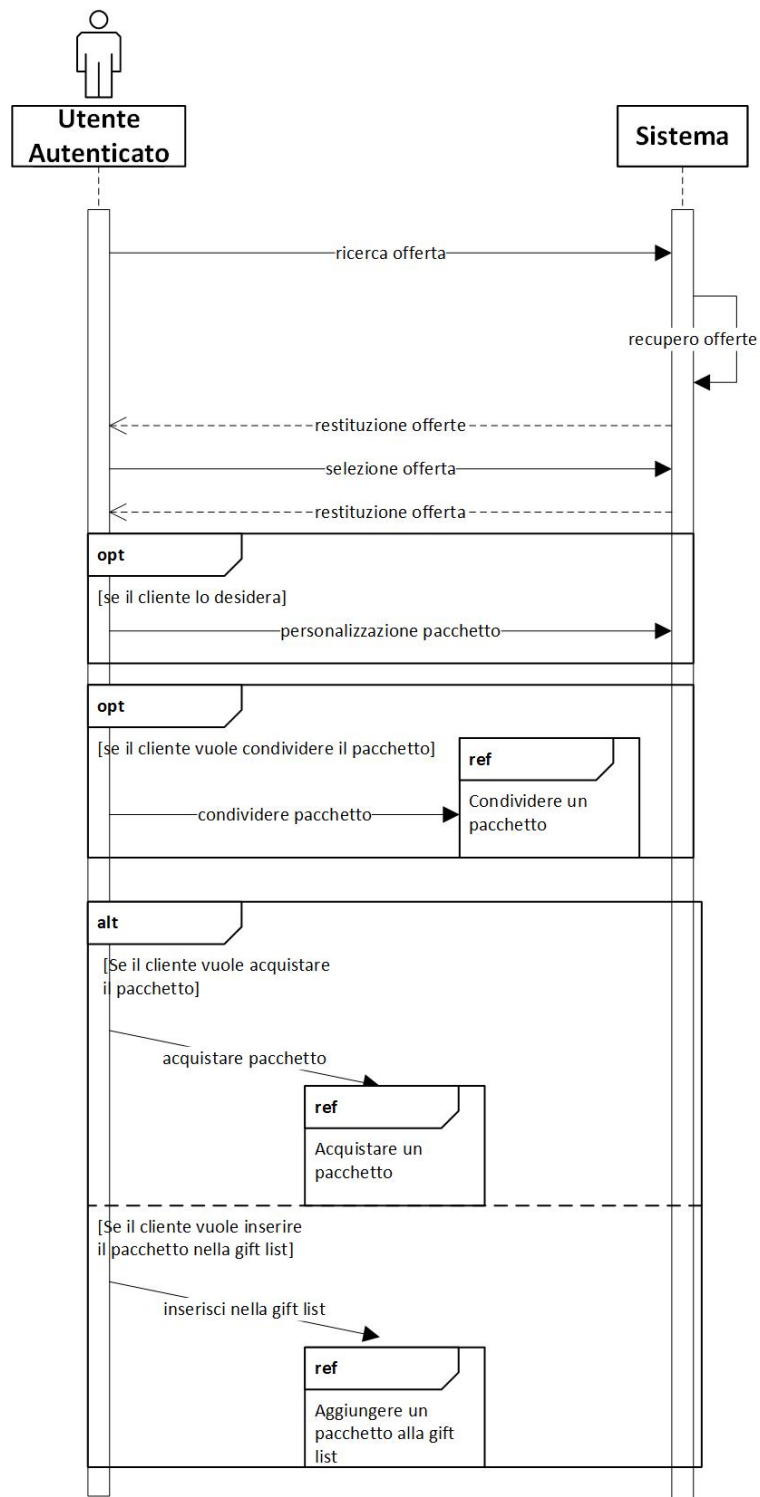 Utente
Autenticato
Sistema
ricerca offerta
recupero offerte
restituzione offerte
selezione offerta
restituzione offerta
opt
[se il cliente lo desidera]
personalizzazione pacchetto
opt
[se il cliente vuole condividere il pacchetto]
ref
condividere pacchetto
Condividere un
pacchetto
alt
[Se il cliente vuole acquistare
il pacchetto]
acquistare pacchetto
ref
Acquistare un
pacchetto
[Se il cliente vuole inserire
il pacchetto nella gift list]
inserisci nella gift list
ref
Aggiungere un
pacchetto alla gift
list